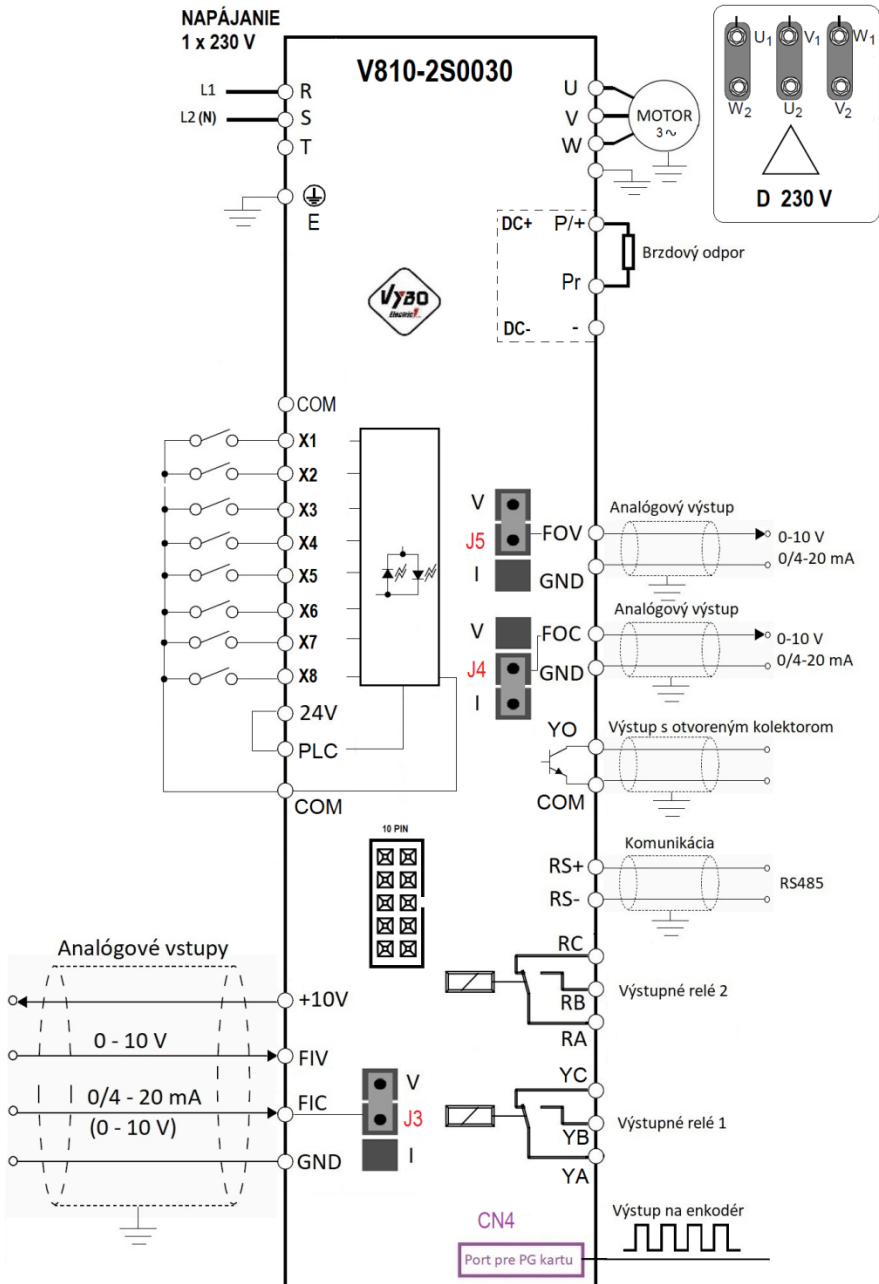 NAPÁJANIE
1 x 230 V
V810-2S0030
L1
R
L2 (N)
S
T
E
U
V
W
MOTOR
3 ~
U1
V1
W1
W2
U2
V2
D 230 V
DC+
P/+
Pr
DC-
-
Brzdový odpor
VYBO
Electric
COM
X1
X2
X3
X4
X5
X6
X7
X8
24V
PLC
COM
V
J5
I
FOV
GND
Analógový výstup
0-10 V
0/4-20 mA
V
J4
I
FOC
GND
Analógový výstup
0-10 V
0/4-20 mA
YO
COM
Výstup s otvoreným kolektorom
10 PIN
Komunikácia
RS+
RS-
RS485
RC
RB
RA
Výstupné relé 2
YC
YB
YA
Výstupné relé 1
Analógové vstupy
+10V
0 - 10 V
FIV
0/4 - 20 mA
(0 - 10 V)
FIC
GND
V
J3
I
CN4
Port pre PG kartu
Výstup na enkodér